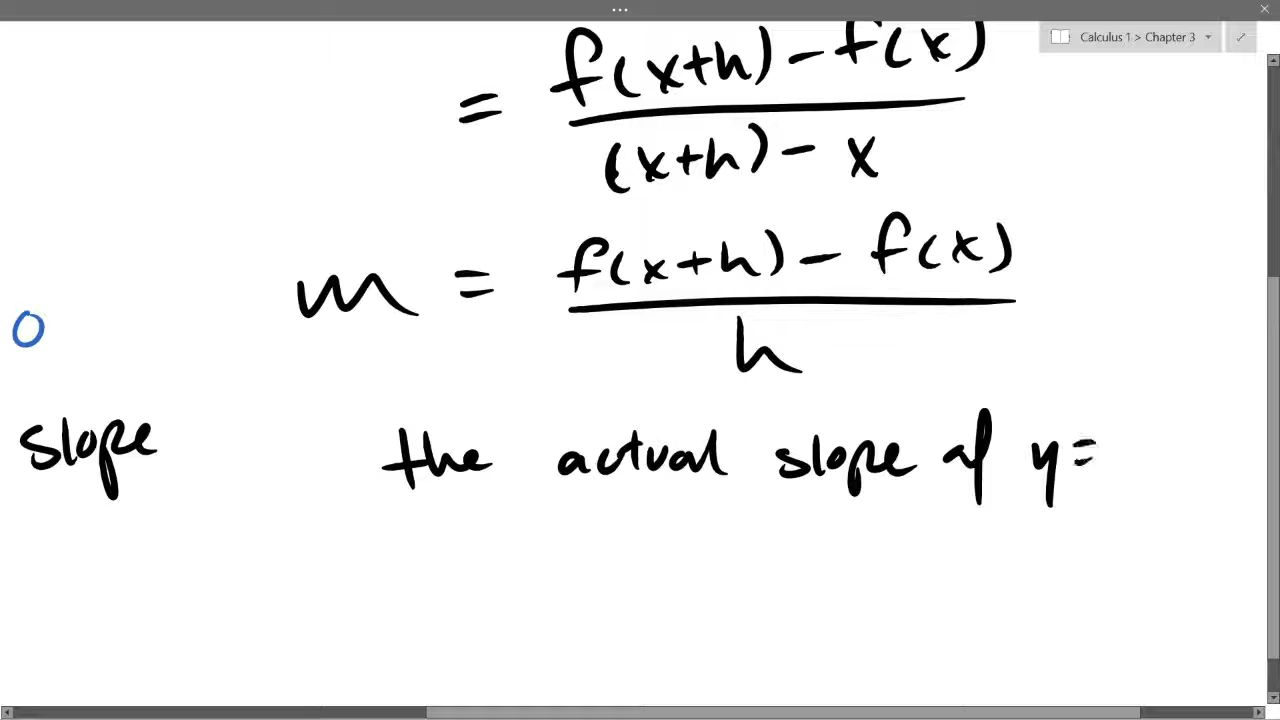 Calculus 1 > Chapter 3
= f(x+h) - f(x)
(x+h) - x
m = f(x+h) - f(x)
h
0
slope the actual slope of y=